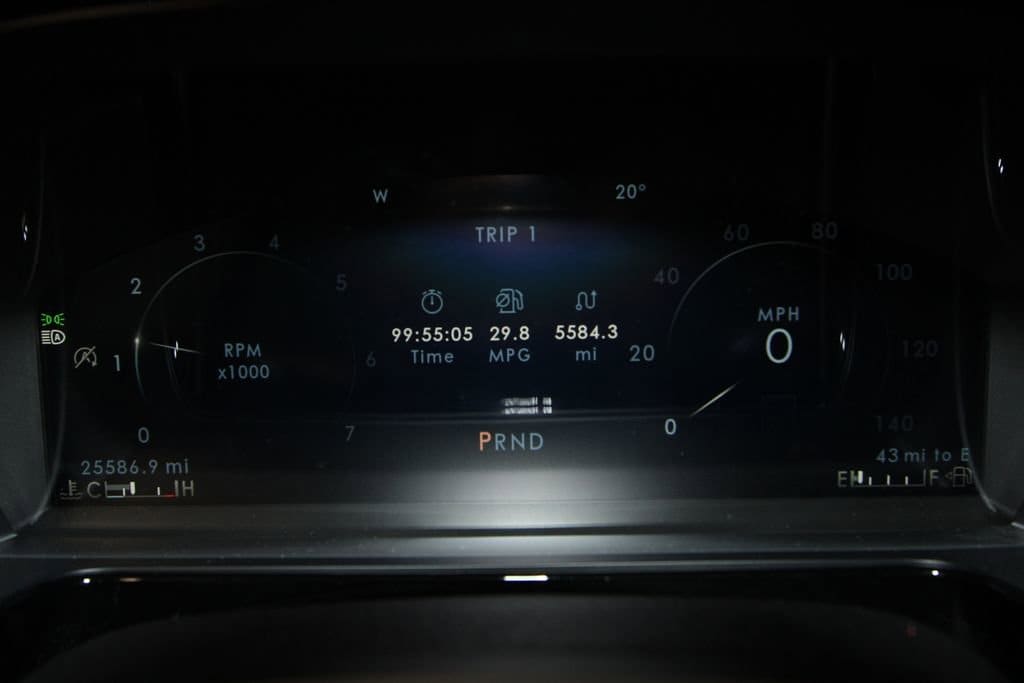 W 20°
TRIP 1
3 4 60 80
2 5 40 100
99:55:05 29.8 5584.3
Time MPG mi
MPH
0
1 6 20 120
RPM
x1000
A
0 7 0 140
PRND
25586.9 mi 43 mi to E
C H E F